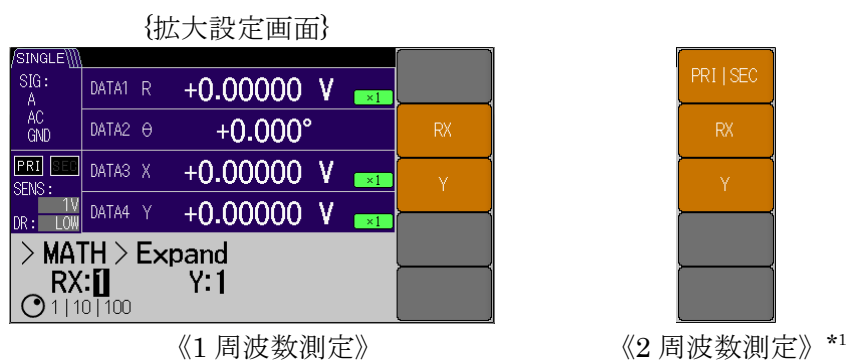 {拡大設定画面}
SINGLE
SIG:
A
AC
GND
DATA1 R +0.00000 V ×1
DATA2 θ +0.000°
PRI SEC
SENS:
1V
DR: LOW
DATA3 X +0.00000 V ×1
DATA4 Y +0.00000 V ×1
> MATH > Expand
RX:1 Y:1
1|10|100
RX
Y
《1 周波数測定》
PRI|SEC
RX
Y
《2 周波数測定》*1